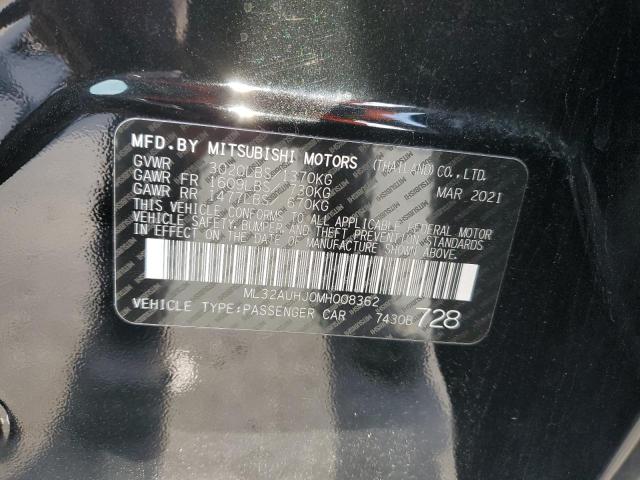 MFD.BY MITSUBISHI MOTORS (THAILAND) CO.,LTD.
GVWR 3020LBS 1370KG MAR 2021
GAWR FR 1609LBS 730KG
GAWR RR 1477LBS 670KG
THIS VEHICLE CONFORMS TO ALL APPLICABLE FEDERAL MOTOR
VEHICLE SAFETY, BUMPER, AND THEFT PREVENTION STANDARDS
IN EFFECT ON THE DATE OF MANUFACTURE SHOWN ABOVE.
ML32AUHJ0MH008362
VEHICLE TYPE:PASSENGER CAR 7430B 728